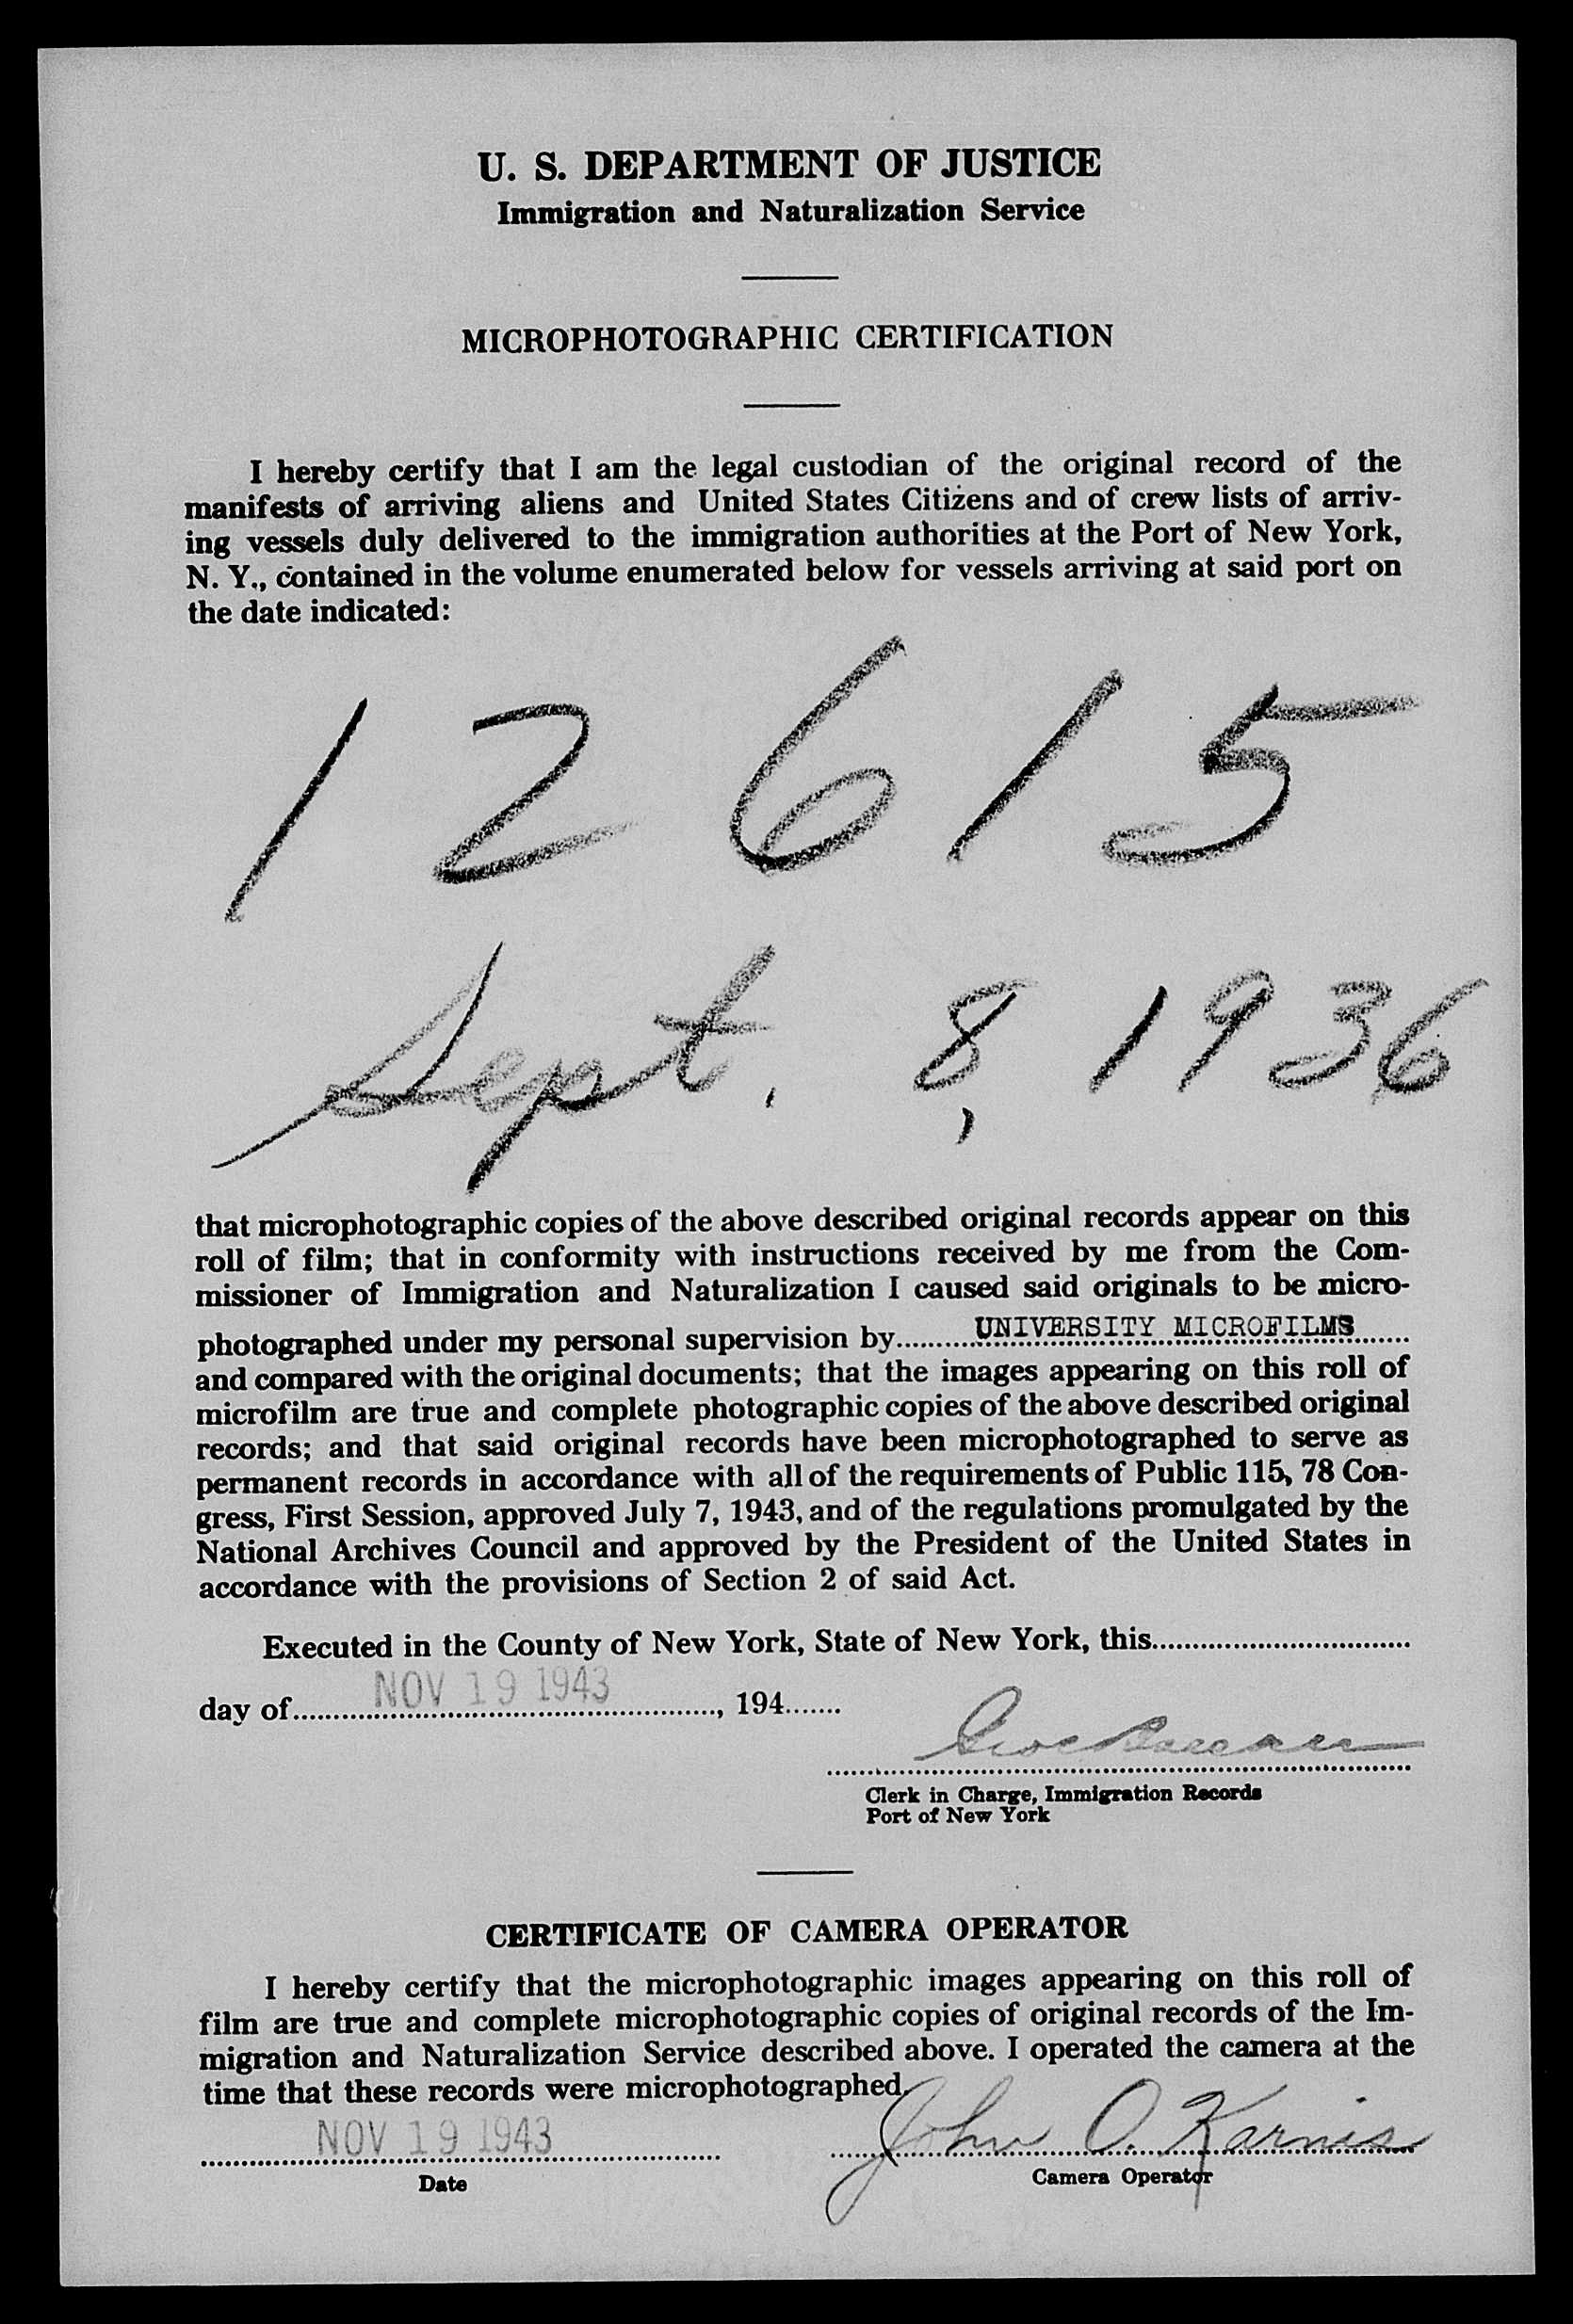 U. S. DEPARTMENT OF JUSTICE
Immigration and Naturalization Service
MICROPHOTOGRAPHIC CERTIFICATION
I hereby certify that I am the legal custodian of the original record of the
manifests of arriving aliens and United States Citizens and of crew lists of arriv-
ing vessels duly delivered to the immigration authorities at the Port of New York,
N. Y., contained in the volume enumerated below for vessels arriving at said port on
the date indicated:
12615
Sept. 8, 1936
that microphotographic copies of the above described original records appear on this
roll of film; that in conformity with instructions received by me from the Com-
missioner of Immigration and Naturalization I caused said originals to be micro-
photographed under my personal supervision by UNIVERSITY MICROFILMS
and compared with the original documents; that the images appearing on this roll of
microfilm are true and complete photographic copies of the above described original
records; and that said original records have been microphotographed to serve as
permanent records in accordance with all of the requirements of Public 115, 78 Con-
gress, First Session, approved July 7, 1943, and of the regulations promulgated by the
National Archives Council and approved by the President of the United States in
accordance with the provisions of Section 2 of said Act.
Executed in the County of New York, State of New York, this
day of NOV 19 1943, 194
Clerk in Charge, Immigration Records
Port of New York
CERTIFICATE OF CAMERA OPERATOR
I hereby certify that the microphotographic images appearing on this roll of
film are true and complete microphotographic copies of original records of the Im-
migration and Naturalization Service described above. I operated the camera at the
time that these records were microphotographed.
NOV 19 1943 John O. Karnis
Date Camera Operator